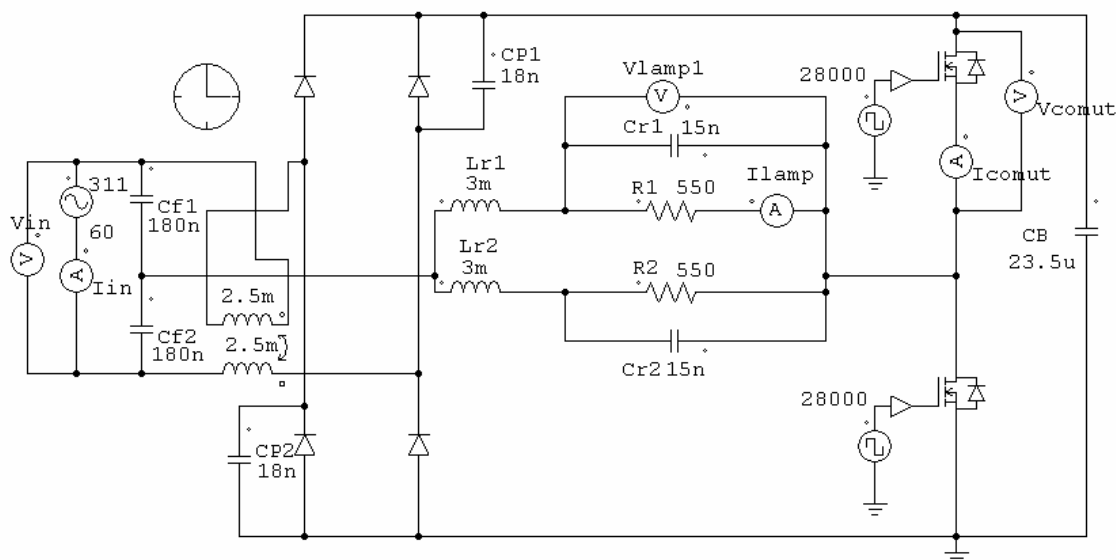 CP1
18n
Vlamp1
V
28000
V
Vcomut
Cr1
15n
A
Icomut
Lr1
3m
R1
550
Ilamp
A
311
Cf1
180n
Vin
60
V
A
Iin
Lr2
3m
R2
550
CB
23.5u
2.5m
Cf2
180n
2.5m
Cr2
15n
28000
CP2
18n